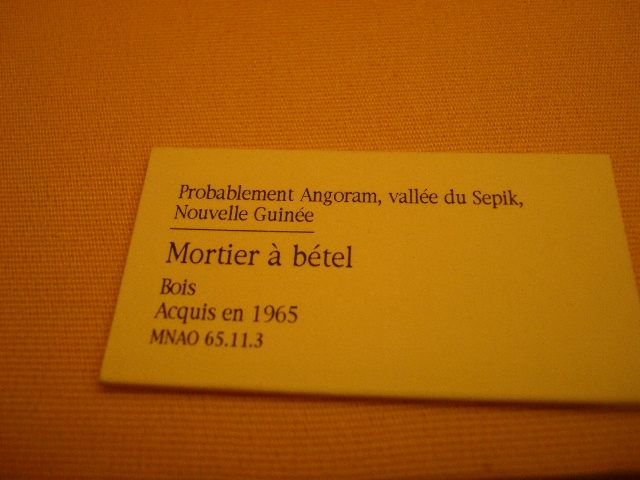 Probablement Angoram, vallée du Sepik,
Nouvelle Guinée
Mortier à bétel
Bois
Acquis en 1965
MNAO 65.11.3